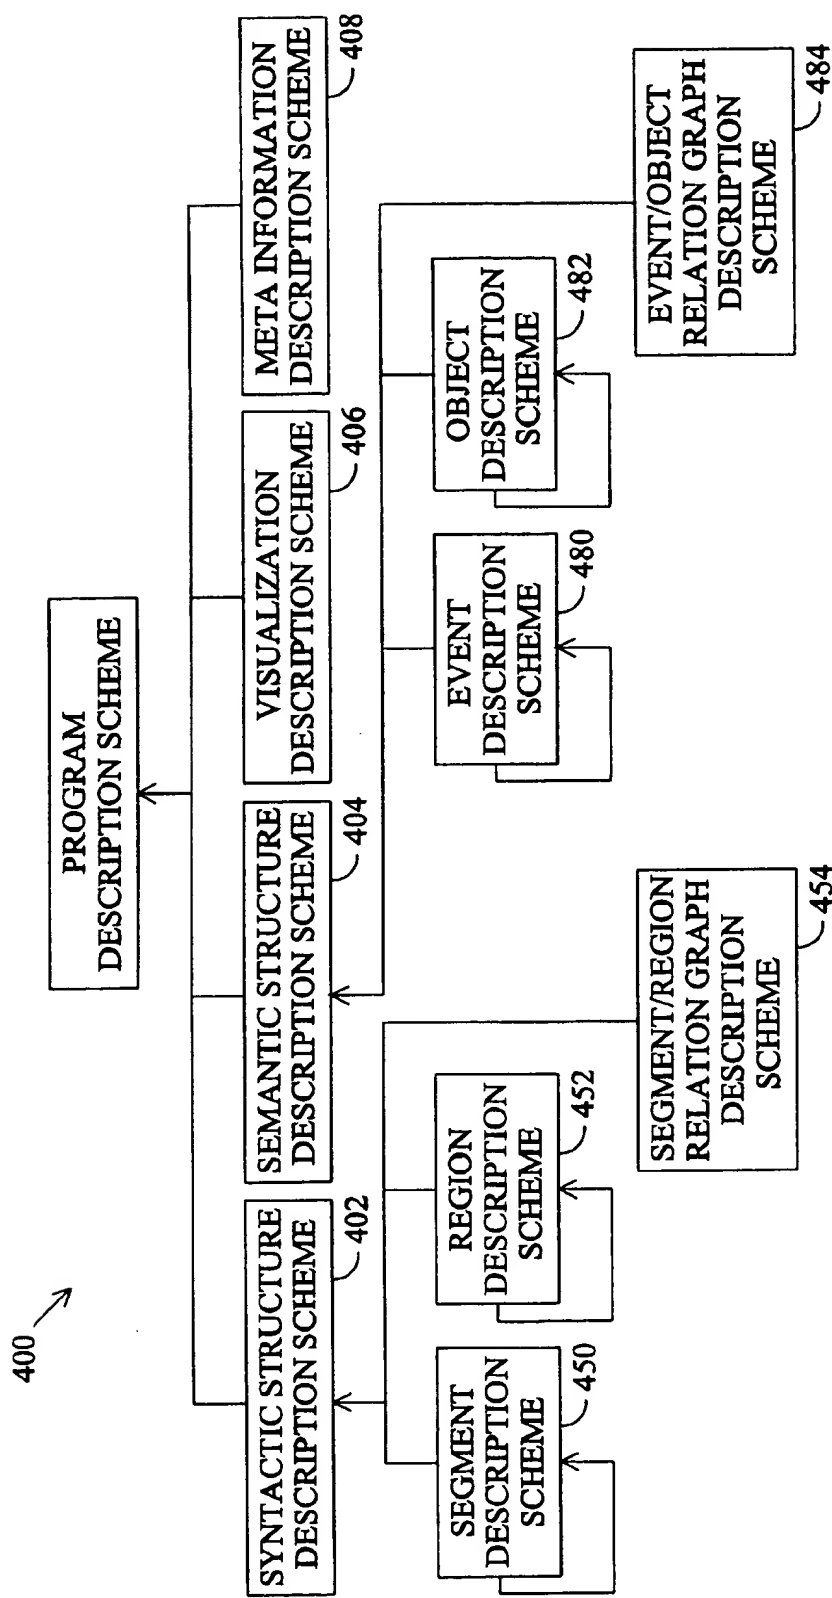 400
PROGRAM
DESCRIPTION SCHEME
SYNTACTIC STRUCTURE
DESCRIPTION SCHEME
402
SEMANTIC STRUCTURE
DESCRIPTION SCHEME
404
VISUALIZATION
DESCRIPTION SCHEME
406
META INFORMATION
DESCRIPTION SCHEME
408
SEGMENT
DESCRIPTION
SCHEME
450
REGION
DESCRIPTION
SCHEME
452
EVENT
DESCRIPTION
SCHEME
480
OBJECT
DESCRIPTION
SCHEME
482
SEGMENT/REGION
RELATION GRAPH
DESCRIPTION
SCHEME
454
EVENT/OBJECT
RELATION GRAPH
DESCRIPTION
SCHEME
484